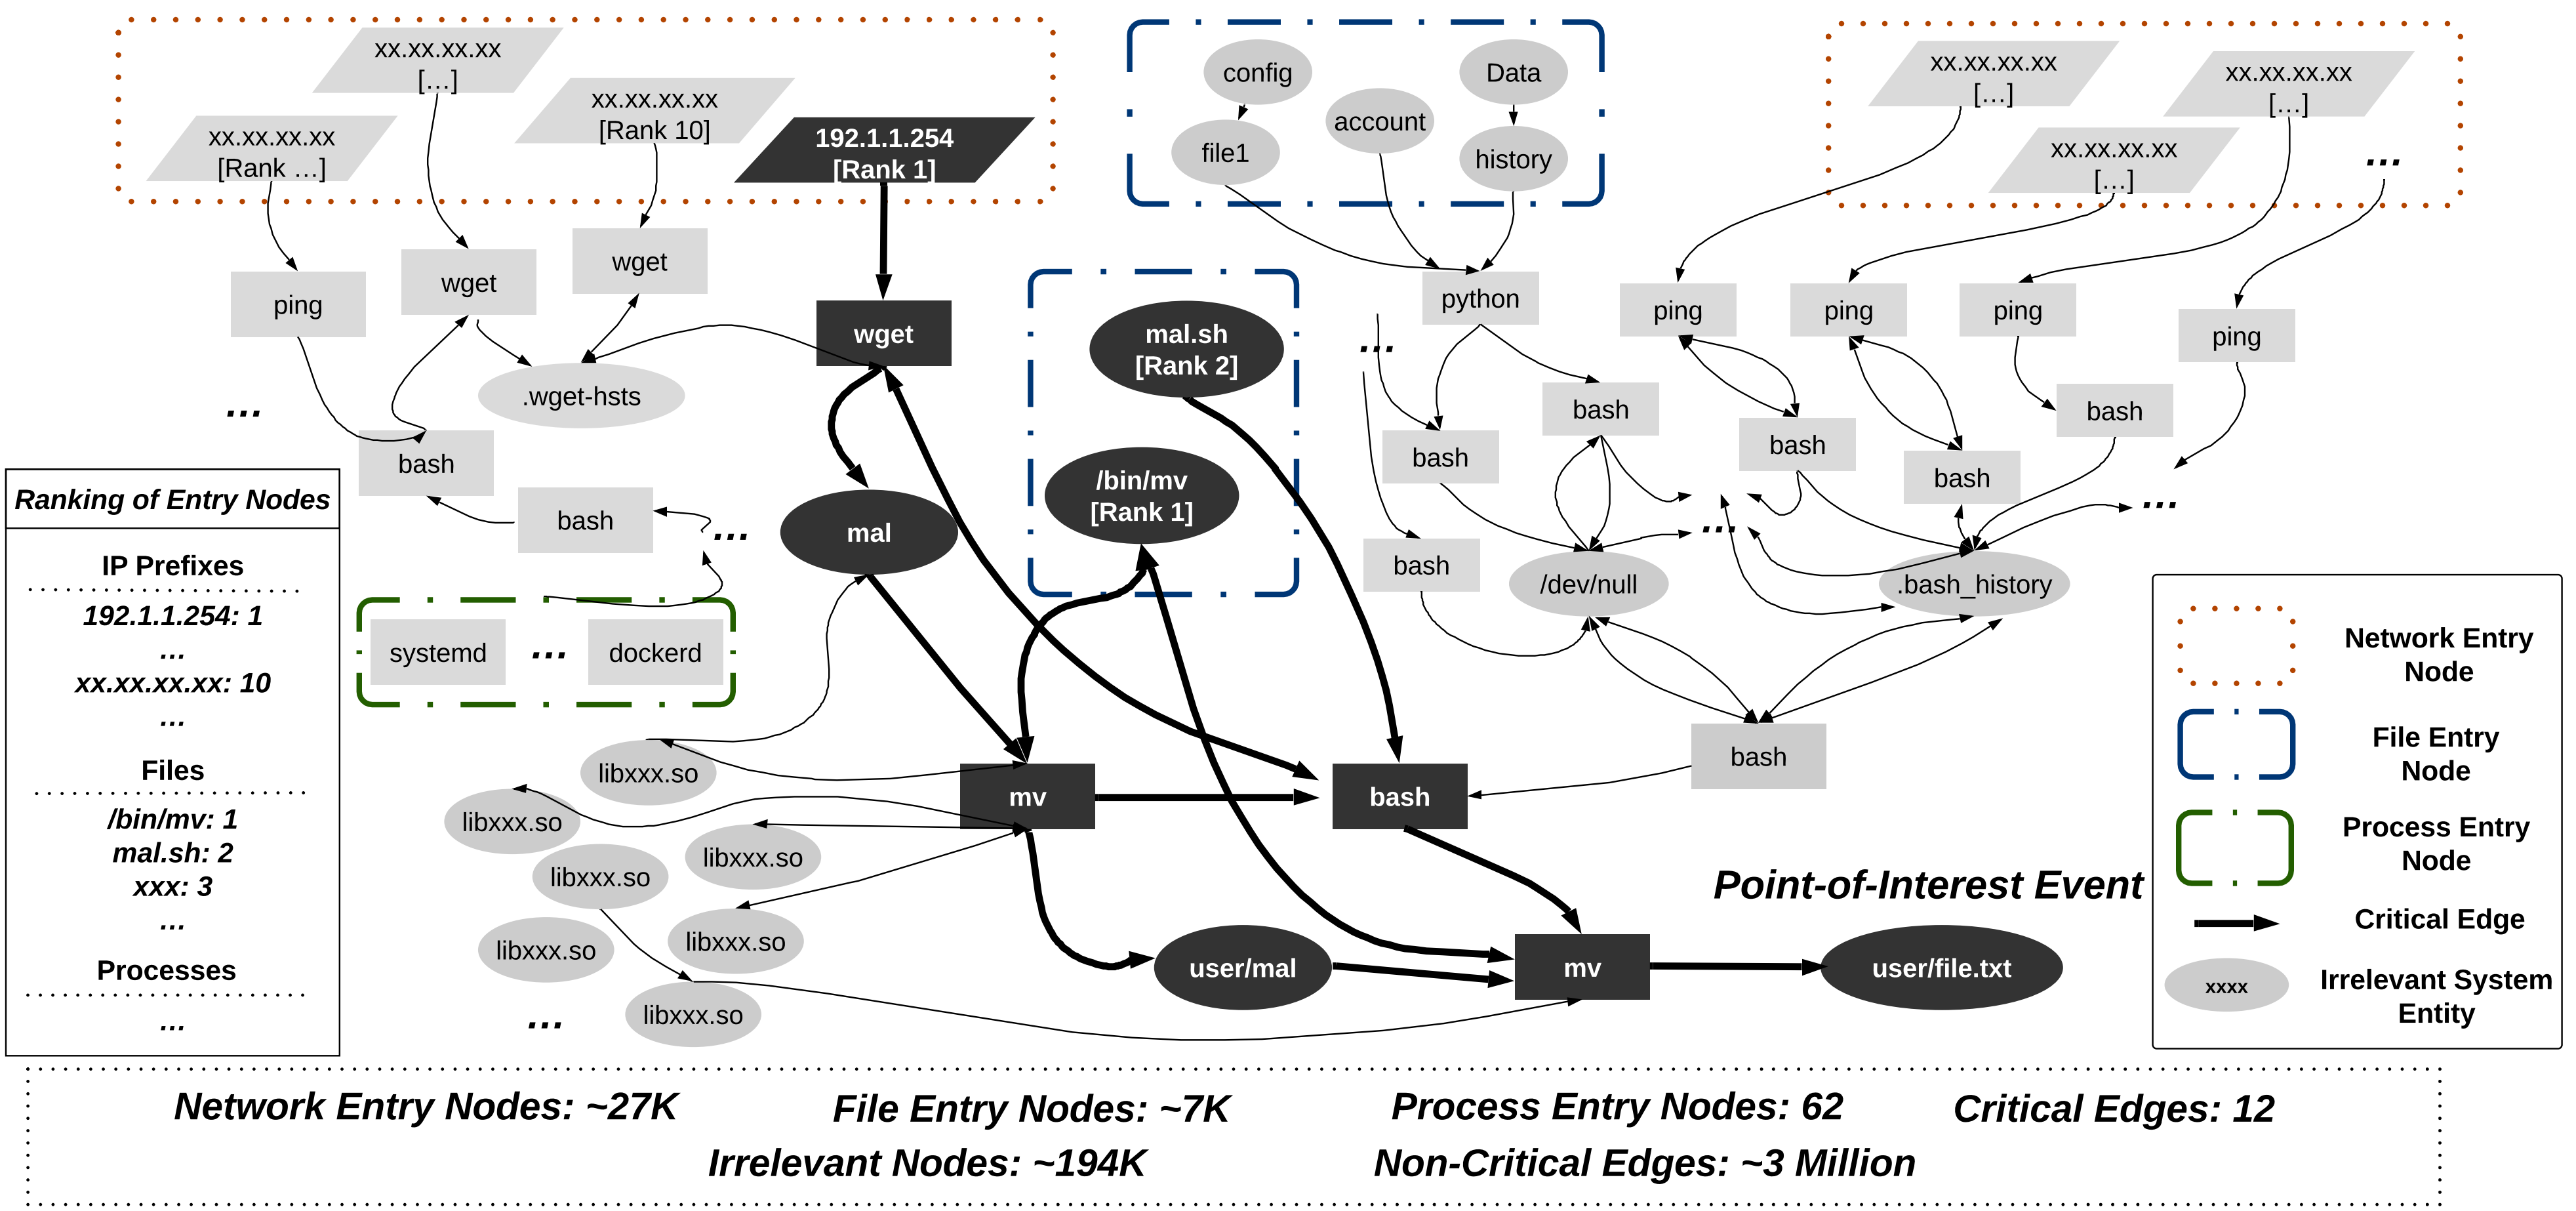 xx.xx.xx.xx
[…]
xx.xx.xx.xx
[Rank 10]
xx.xx.xx.xx
[Rank …]
192.1.1.254
[Rank 1]
config
Data
account
file1
history
xx.xx.xx.xx
[…]
xx.xx.xx.xx
[…]
xx.xx.xx.xx
[…]
...
ping
wget
wget
wget
.wget-hsts
...
bash
bash
...
systemd
...
dockerd
mal.sh
[Rank 2]
/bin/mv
[Rank 1]
mal
python
...
bash
bash
bash
ping
ping
ping
ping
bash
bash
bash
...
...
/dev/null
.bash_history
bash
libxxx.so
libxxx.so
libxxx.so
libxxx.so
libxxx.so
libxxx.so
libxxx.so
...
mv
bash
user/mal
mv
user/file.txt
Point-of-Interest Event
Ranking of Entry Nodes
IP Prefixes
192.1.1.254: 1
...
xx.xx.xx.xx: 10
...
Files
/bin/mv: 1
mal.sh: 2
xxx: 3
...
Processes
...
Network Entry
Node
File Entry
Node
Process Entry
Node
Critical Edge
xxxx
Irrelevant System
Entity
Network Entry Nodes: ~27K
File Entry Nodes: ~7K
Process Entry Nodes: 62
Critical Edges: 12
Irrelevant Nodes: ~194K
Non-Critical Edges: ~3 Million